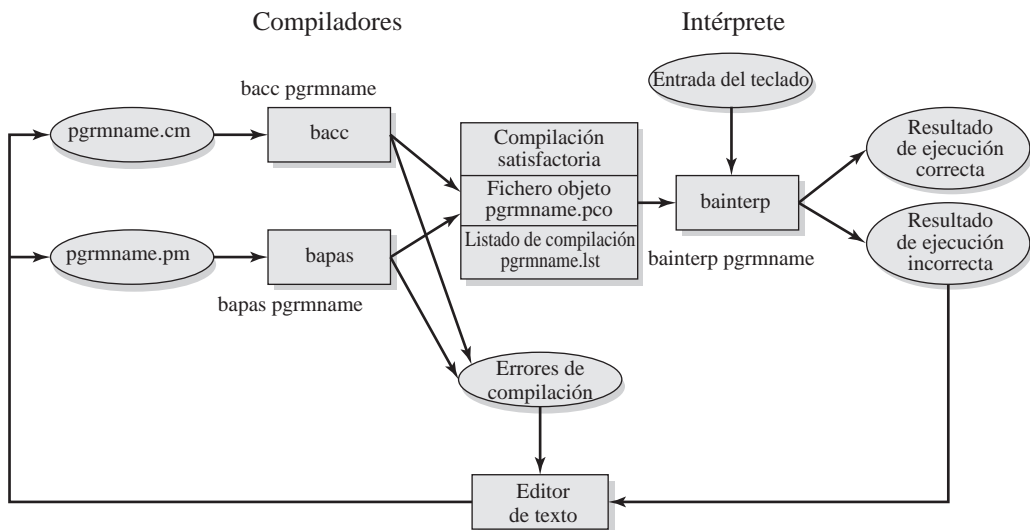 Compiladores
Intérprete
Entrada del teclado
bacc pgrmname
pgrmname.cm
bacc
Compilación
satisfactoria
Fichero objeto
pgrmname.pco
Listado de compilación
pgrmname.lst
bainterp
bainterp pgrmname
Resultado
de ejecución
correcta
Resultado
de ejecución
incorrecta
pgrmname.pm
bapas
bapas pgrmname
Errores de
compilación
Editor
de texto